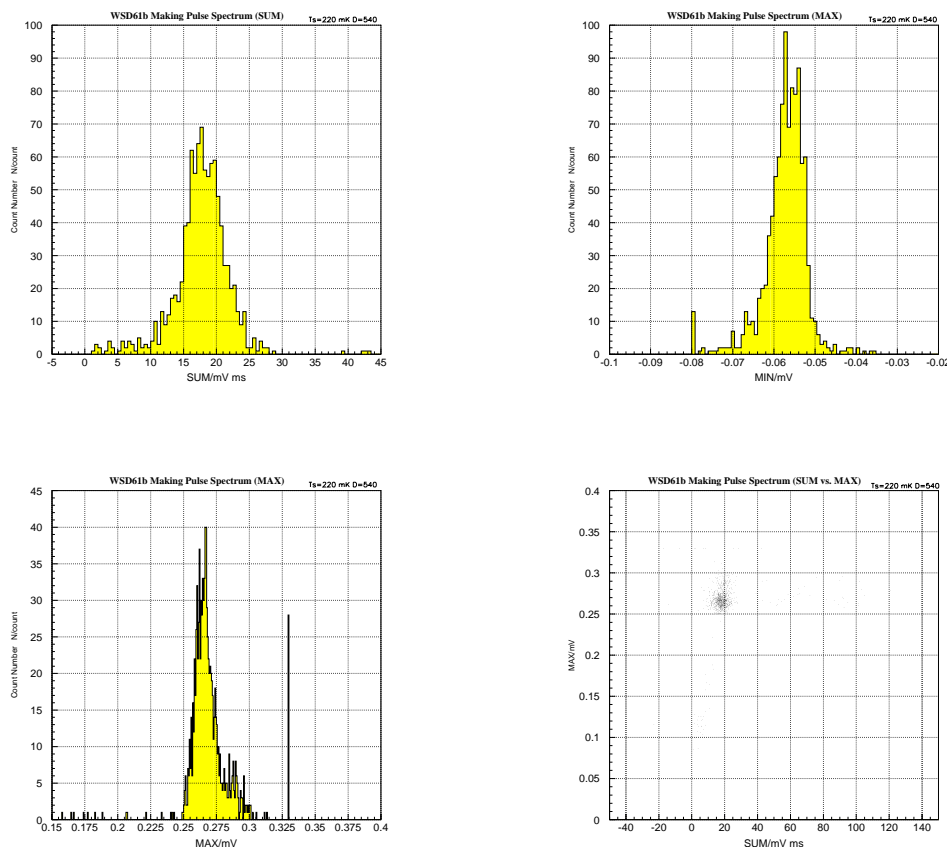 WSD61b Making Pulse Spectrum (SUM)
Ts=220 mK D=540
Count Number N/count
100
90
80
70
60
50
40
30
20
10
0
-5 0 5 10 15 20 25 30 35 40 45
SUM/mV ms
WSD61b Making Pulse Spectrum (MAX)
Ts=220 mK D=540
Count Number N/count
100
90
80
70
60
50
40
30
20
10
0
-0.1 -0.09 -0.08 -0.07 -0.06 -0.05 -0.04 -0.03 -0.02
MIN/mV
WSD61b Making Pulse Spectrum (MAX)
Ts=220 mK D=540
Count Number N/count
45
40
35
30
25
20
15
10
5
0
0.15 0.175 0.2 0.225 0.25 0.275 0.3 0.325 0.35 0.375 0.4
MAX/mV
WSD61b Making Pulse Spectrum (SUM vs. MAX)
Ts=220 mK D=540
MAX/mV
0.4
0.35
0.3
0.25
0.2
0.15
0.1
0.05
0
-40 -20 0 20 40 60 80 100 120 140
SUM/mV ms